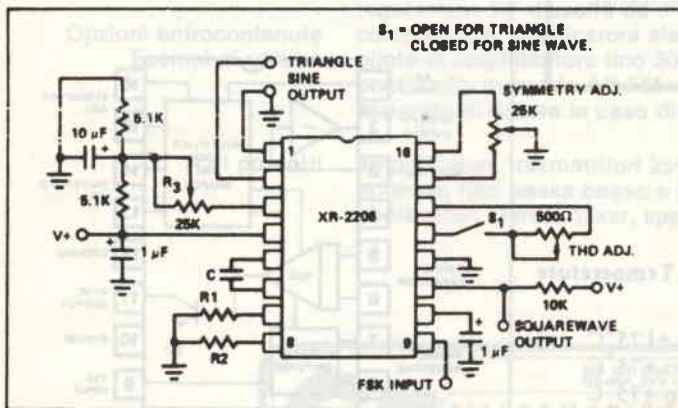 S₁ = OPEN FOR TRIANGLE
CLOSED FOR SINE WAVE.
TRIANGLE
SINE
OUTPUT
SYMMETRY ADJ.
25K
5.1K
10 µF
+
1
16
R₃
25K
5.1K
XR-2206
S₁
500Ω
THD ADJ.
V+
+
1 µF
C
R1
R2
10K
V+
SQUAREWAVE
OUTPUT
+
1 µF
8
9
FSK INPUT